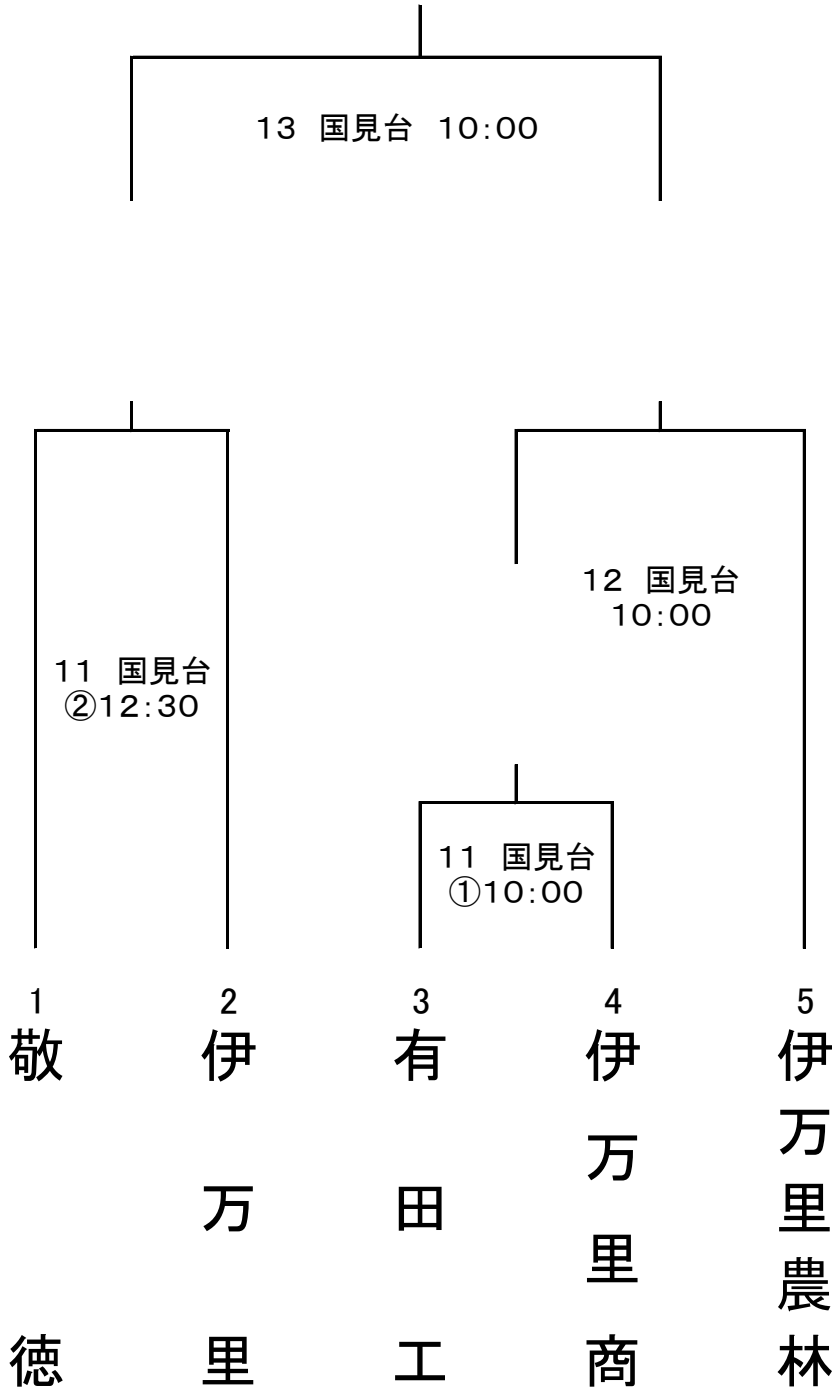 13 国見台 10:00
12 国見台
10:00
11 国見台
②12:30
11 国見台
①10:00
1
敬徳
2
伊万里
3
有田工
4
伊万里商
5
伊万里農林